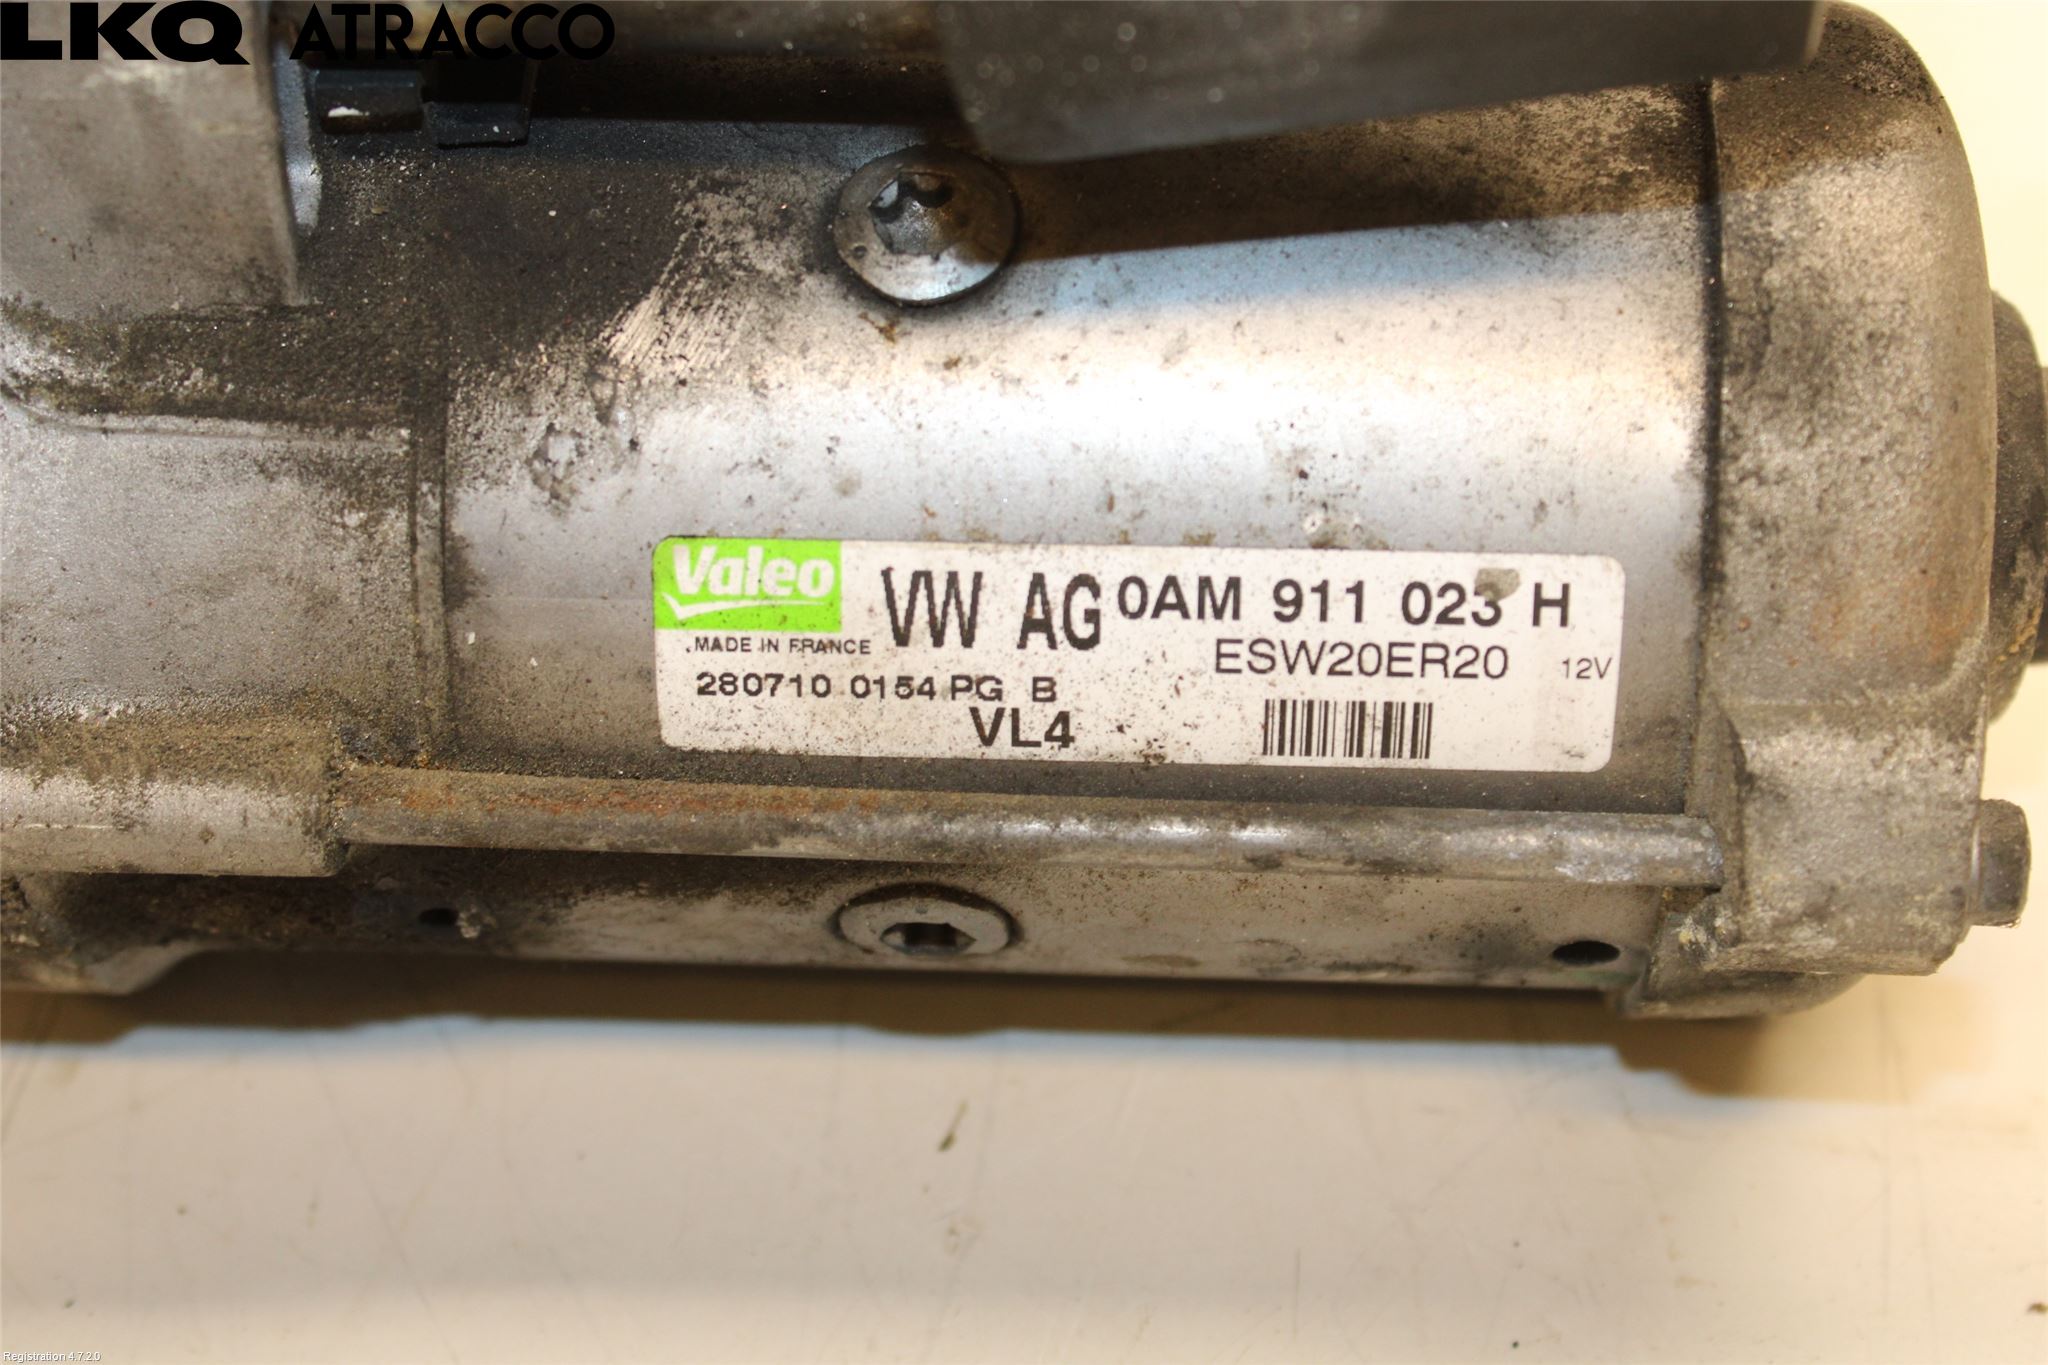 LKQ ATRACCO
Valeo VW AG 0AM 911 023 H
MADE IN FRANCE ESW20ER20 12V
280710 0154 PG B
VL4
Registration 4.7.2.0